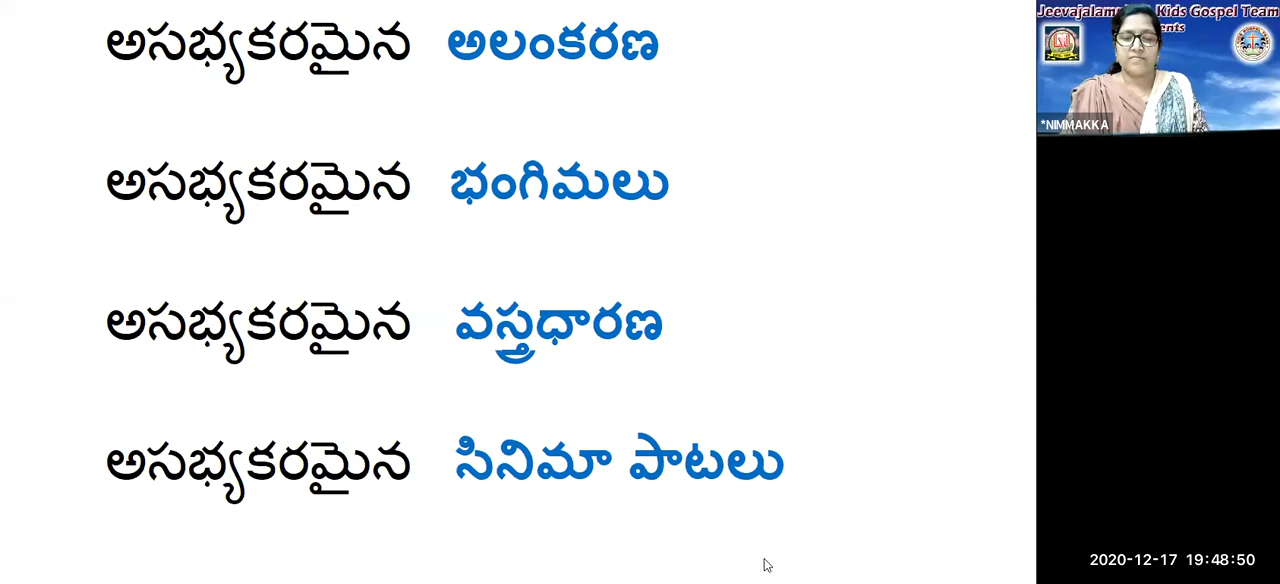 అసభ్యకరమైన అలంకరణ
అసభ్యకరమైన భంగిమలు
అసభ్యకరమైన వస్త్రధారణ
అసభ్యకరమైన సినిమా పాటలు
Kids Gospel Team
*NIMMAKKA
2020-12-17 19:48:50